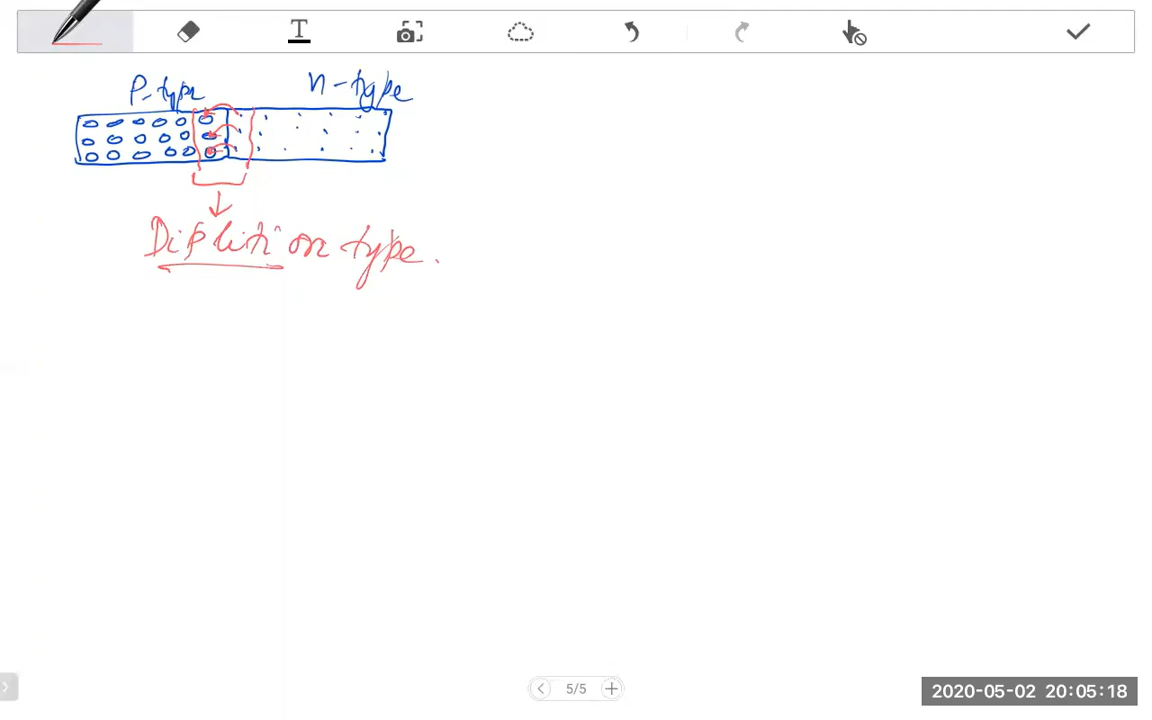 T
P-type
n-type
Diplition type.
5/5
2020-05-02 20:05:18